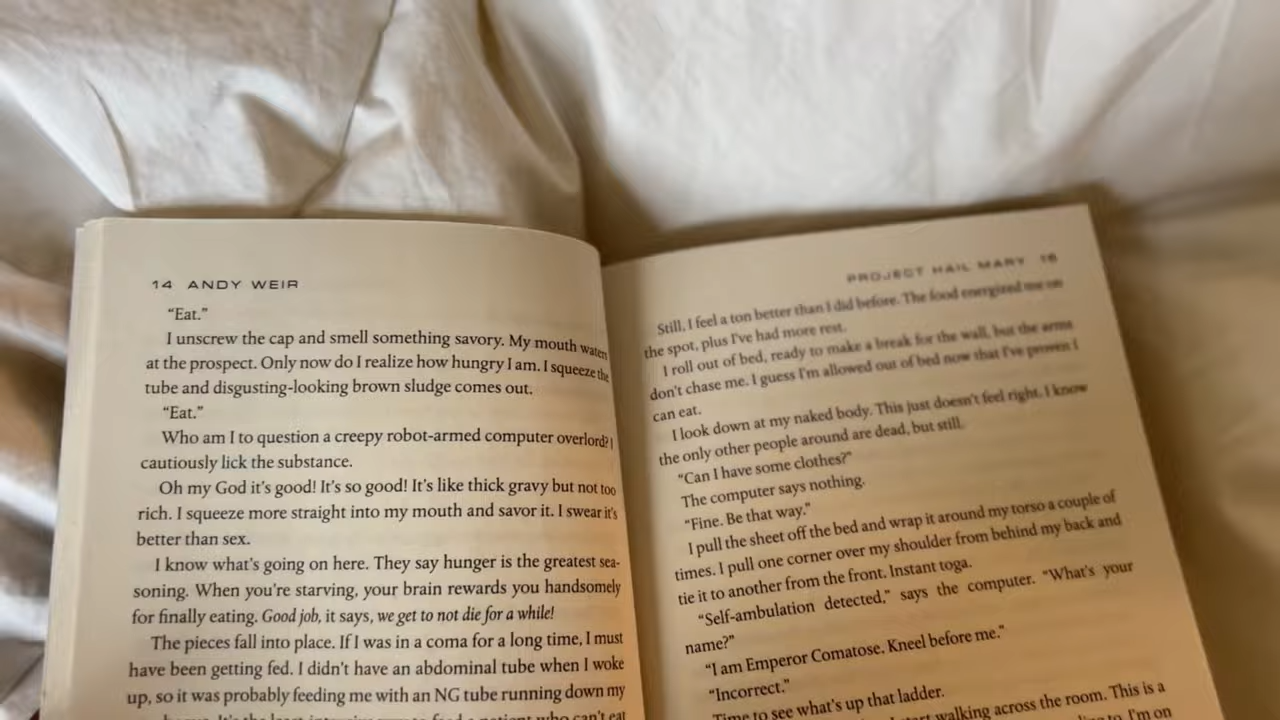 14 ANDY WEIR
“Eat.”
I unscrew the cap and smell something savory. My mouth waters
at the prospect. Only now do I realize how hungry I am. I squeeze the
tube and disgusting-looking brown sludge comes out.
“Eat.”
Who am I to question a creepy robot-armed computer overlord? I
cautiously lick the substance.
Oh my God it’s good! It’s so good! It’s like thick gravy but not too
rich. I squeeze more straight into my mouth and savor it. I swear it’s
better than sex.
I know what’s going on here. They say hunger is the greatest sea-
soning. When you’re starving, your brain rewards you handsomely
for finally eating. Good job, it says, we get to not die for a while!
The pieces fall into place. If I was in a coma for a long time, I must
have been getting fed. I didn’t have an abdominal tube when I woke
up, so it was probably feeding me with an NG tube running down my
to feed a patient who can’t eat
PROJECT HAIL MARY
Still, I feel a ton better than I did before. The food energized me on
the spot, plus I’ve had more rest.
I roll out of bed, ready to make a break for the wall, but the arms
don’t chase me. I guess I’m allowed out of bed now that I’ve proven I
can eat.
I look down at my naked body. This just doesn’t feel right. I know
the only other people around are dead, but still.
“Can I have some clothes?”
The computer says nothing.
“Fine. Be that way.”
I pull the sheet off the bed and wrap it around my torso a couple of
times. I pull one corner over my shoulder from behind my back and
tie it to another from the front. Instant toga.
“Self-ambulation detected,” says the computer. “What’s your
name?”
“I am Emperor Comatose. Kneel before me.”
“Incorrect.”
Time to see what’s up that ladder.
start walking across the room. This is a
I’m on